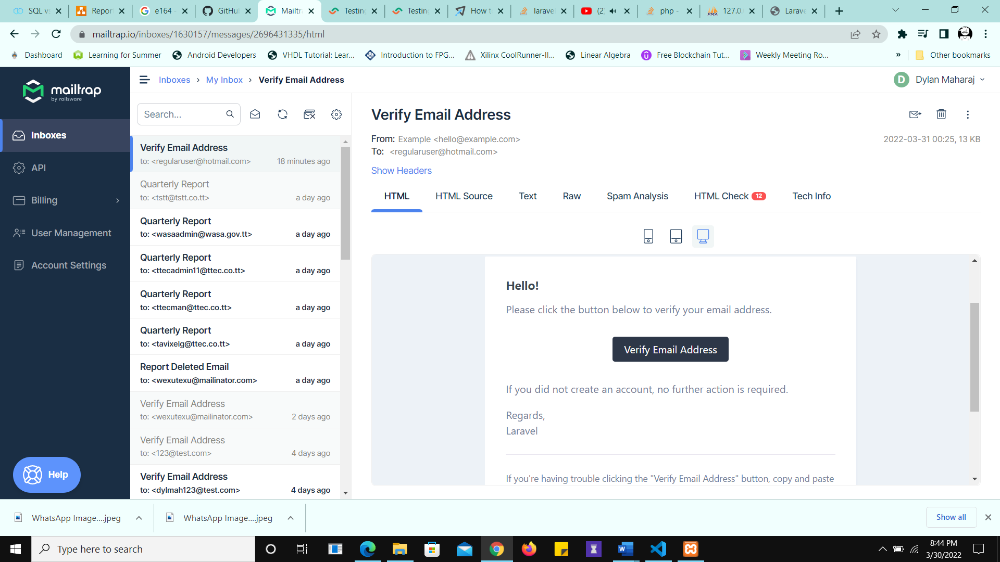 SQL vs
Report
e164 -
GitHub
Mailtra
Testing
Testing
How to
laravel
(2)
php -
127.0.
Larave
mailtrap.io/inboxes/1630157/messages/2696431335/html
Dashboard
Learning for Summer
Android Developers
VHDL Tutorial: Lear...
Introduction to FPG...
Xilinx CoolRunner-II...
Linear Algebra
Free Blockchain Tut...
Weekly Meeting Ro...
»
Other bookmarks
mailtrap
by railsware
Inboxes
API
Billing
User Management
Account Settings
Help
Inboxes › My Inbox › Verify Email Address
D Dylan Maharaj
Search...
Verify Email Address
to: <regularuser@hotmail.com> 18 minutes ago
Quarterly Report
to: <tstt@tstt.co.tt> a day ago
Quarterly Report
to: <wasaadmin@wasa.gov.tt> a day ago
Quarterly Report
to: <ttecadmin11@ttec.co.tt> a day ago
Quarterly Report
to: <ttecman@ttec.co.tt> a day ago
Quarterly Report
to: <tavixelg@ttec.co.tt> a day ago
Report Deleted Email
to: <wexutexu@mailinator.com> a day ago
Verify Email Address
to: <wexutexu@mailinator.com> 2 days ago
Verify Email Address
to: <123@test.com> 4 days ago
Verify Email Address
to: <dylmah123@test.com> 4 days ago
Verify Email Address
From: Example <hello@example.com> 2022-03-31 00:25, 13 KB
To: <regularuser@hotmail.com>
Show Headers
HTML
HTML Source
Text
Raw
Spam Analysis
HTML Check 12
Tech Info
Hello!
Please click the button below to verify your email address.
Verify Email Address
If you did not create an account, no further action is required.
Regards,
Laravel
If you're having trouble clicking the "Verify Email Address" button, copy and paste
WhatsApp Image....jpeg
WhatsApp Image....jpeg
Show all
Type here to search
8:44 PM
3/30/2022